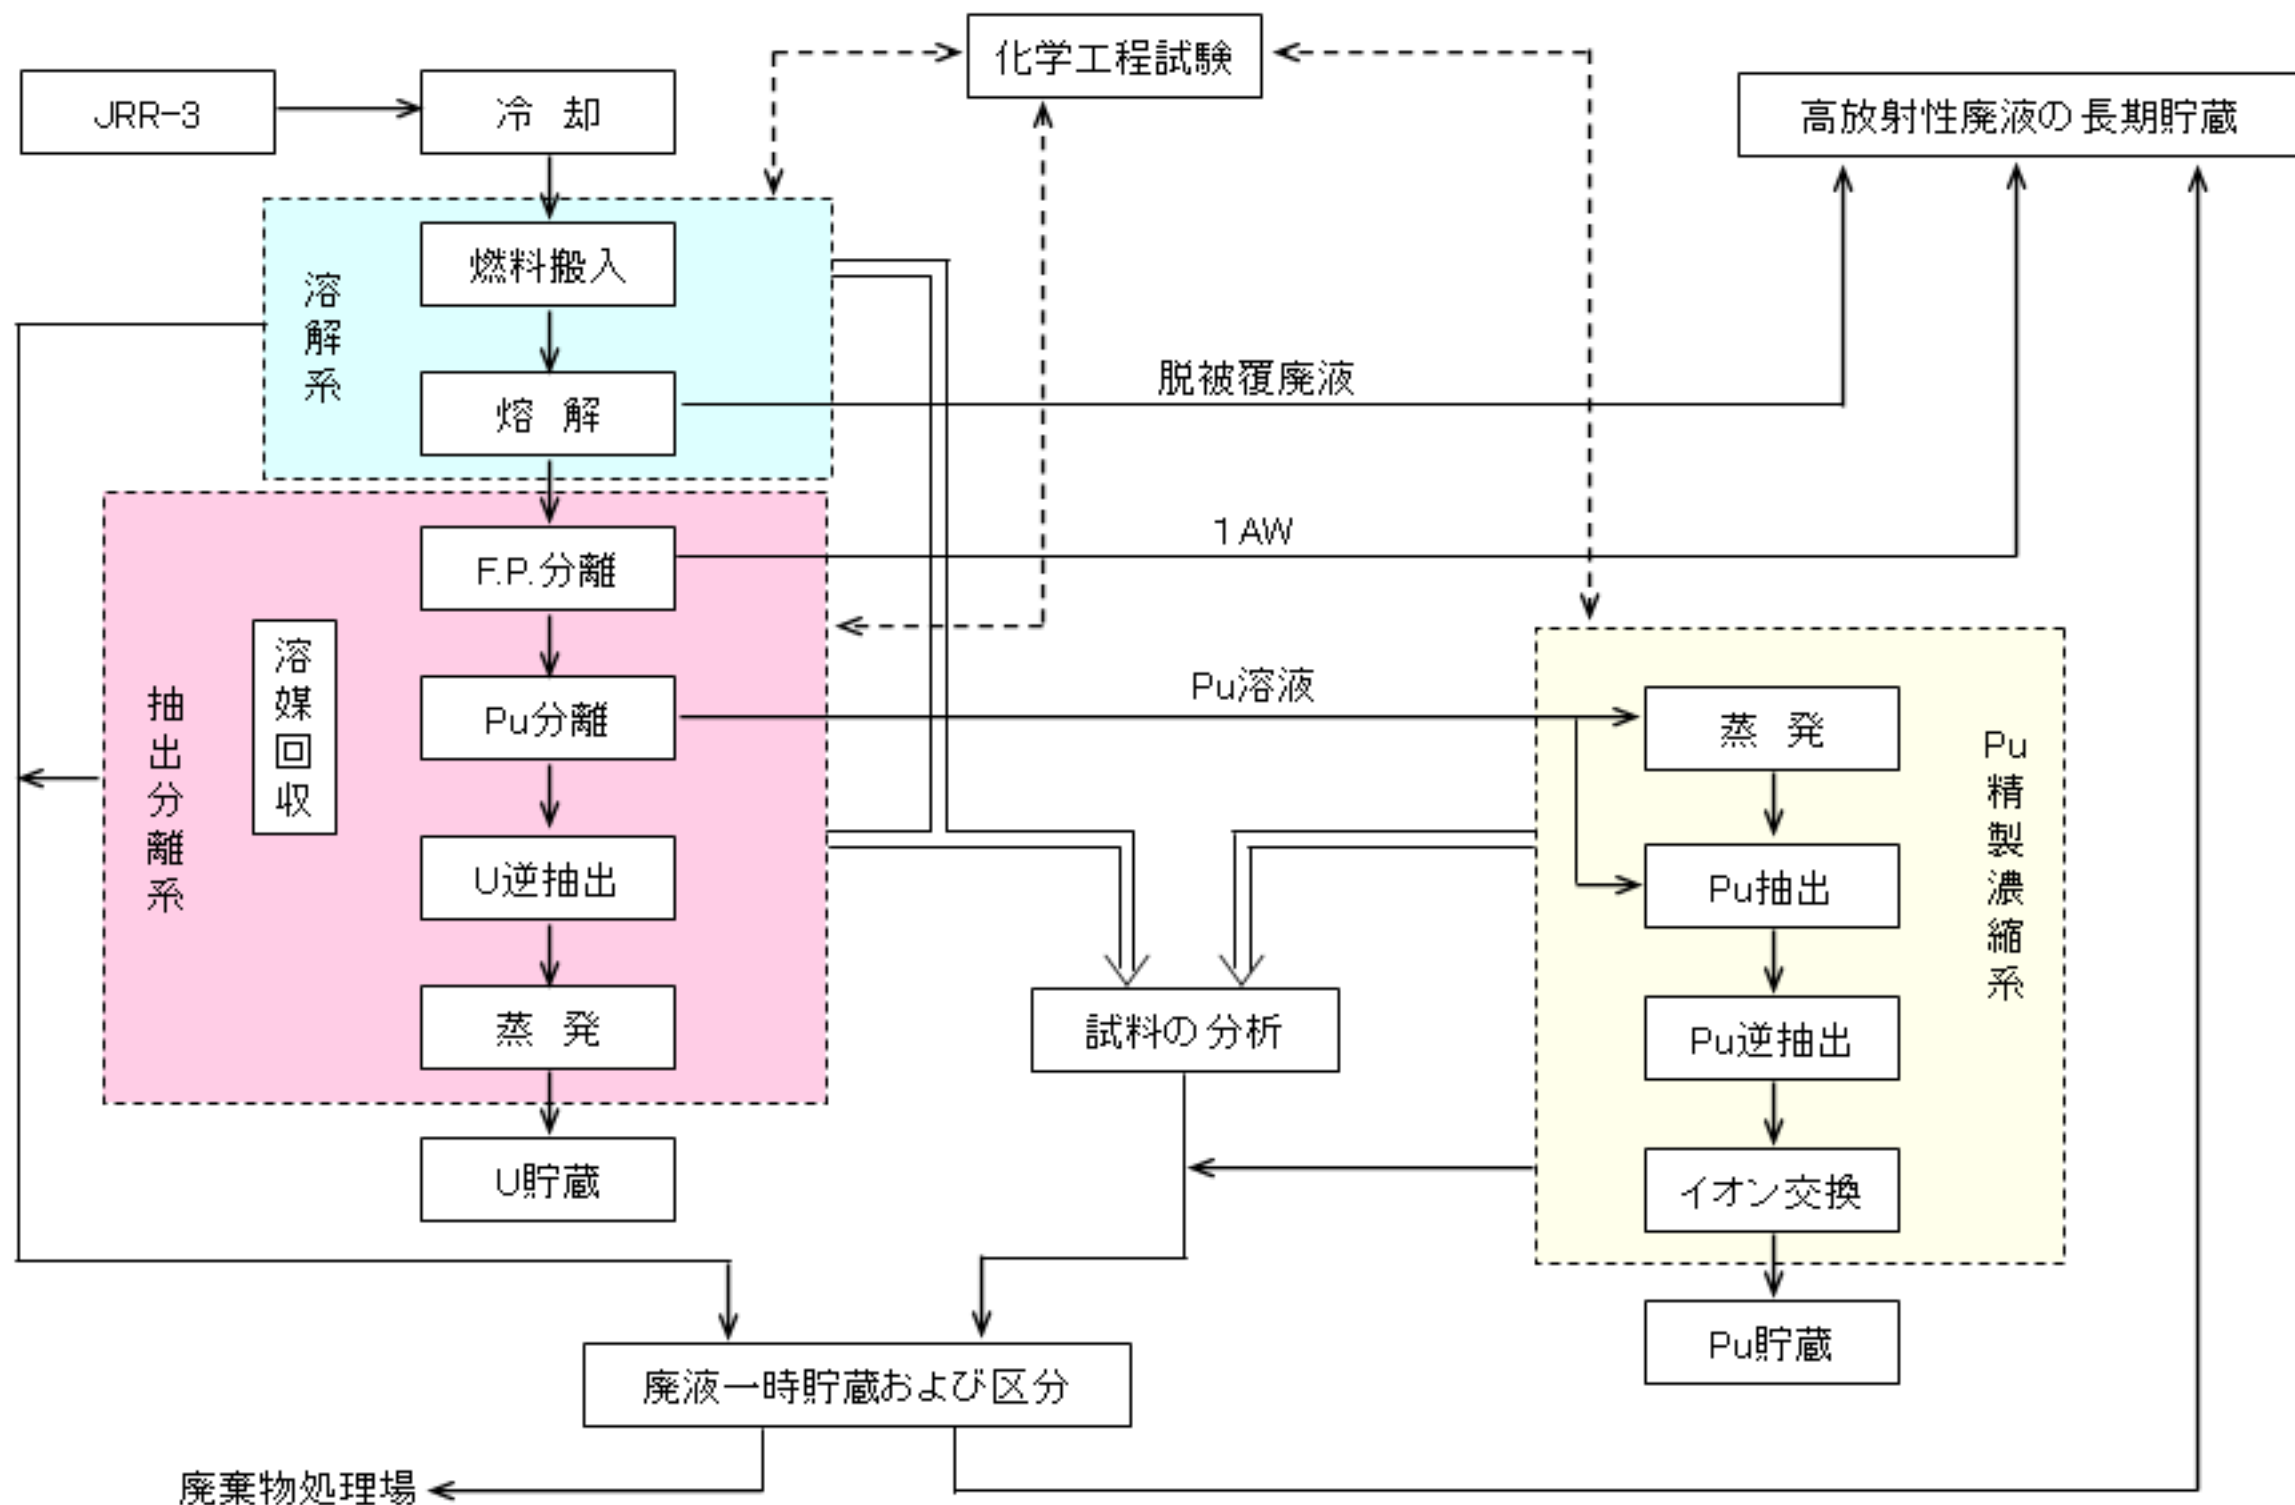 化学工程試験
JRR-3
冷 却
高放射性廃液の長期貯蔵
溶解系
燃料搬入
熔 解
脱被覆廃液
1AW
抽出分離系
溶媒回収
F.P.分離
Pu分離
Pu溶液
U逆抽出
蒸 発
U貯蔵
Pu精製濃縮系
蒸 発
Pu抽出
Pu逆抽出
イオン交換
Pu貯蔵
試料の分析
廃液一時貯蔵および区分
廃棄物処理場